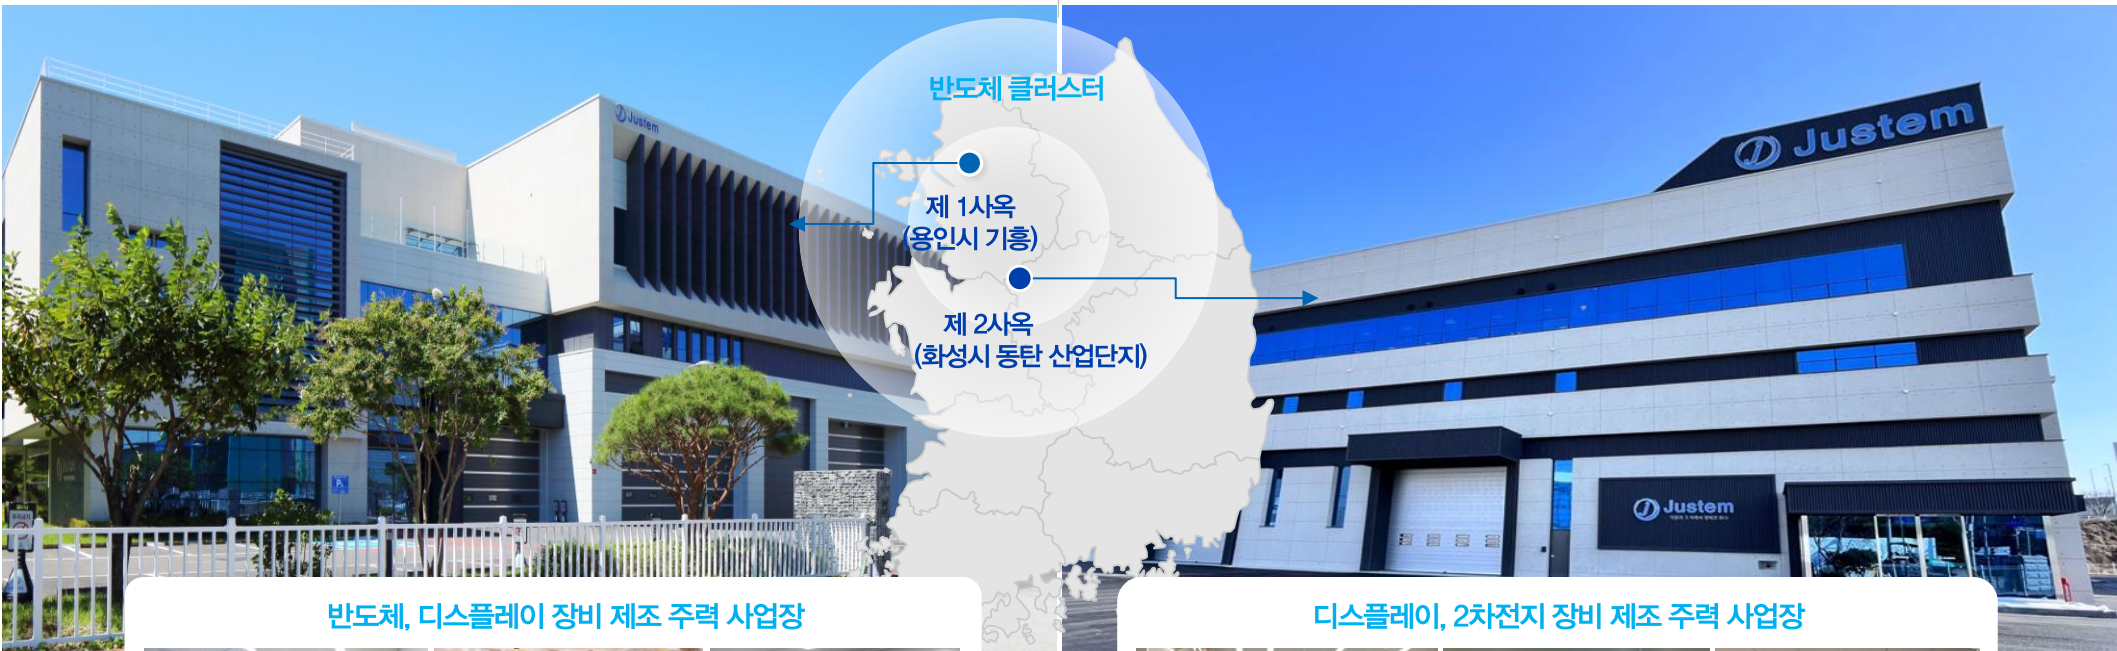 반도체 클러스터
Justem
Justem
제 1사옥
(용인시 기흥)
제 2사옥
(화성시 동탄 산업단지)
Justem
반도체, 디스플레이 장비 제조 주력 사업장
디스플레이, 2차전지 장비 제조 주력 사업장